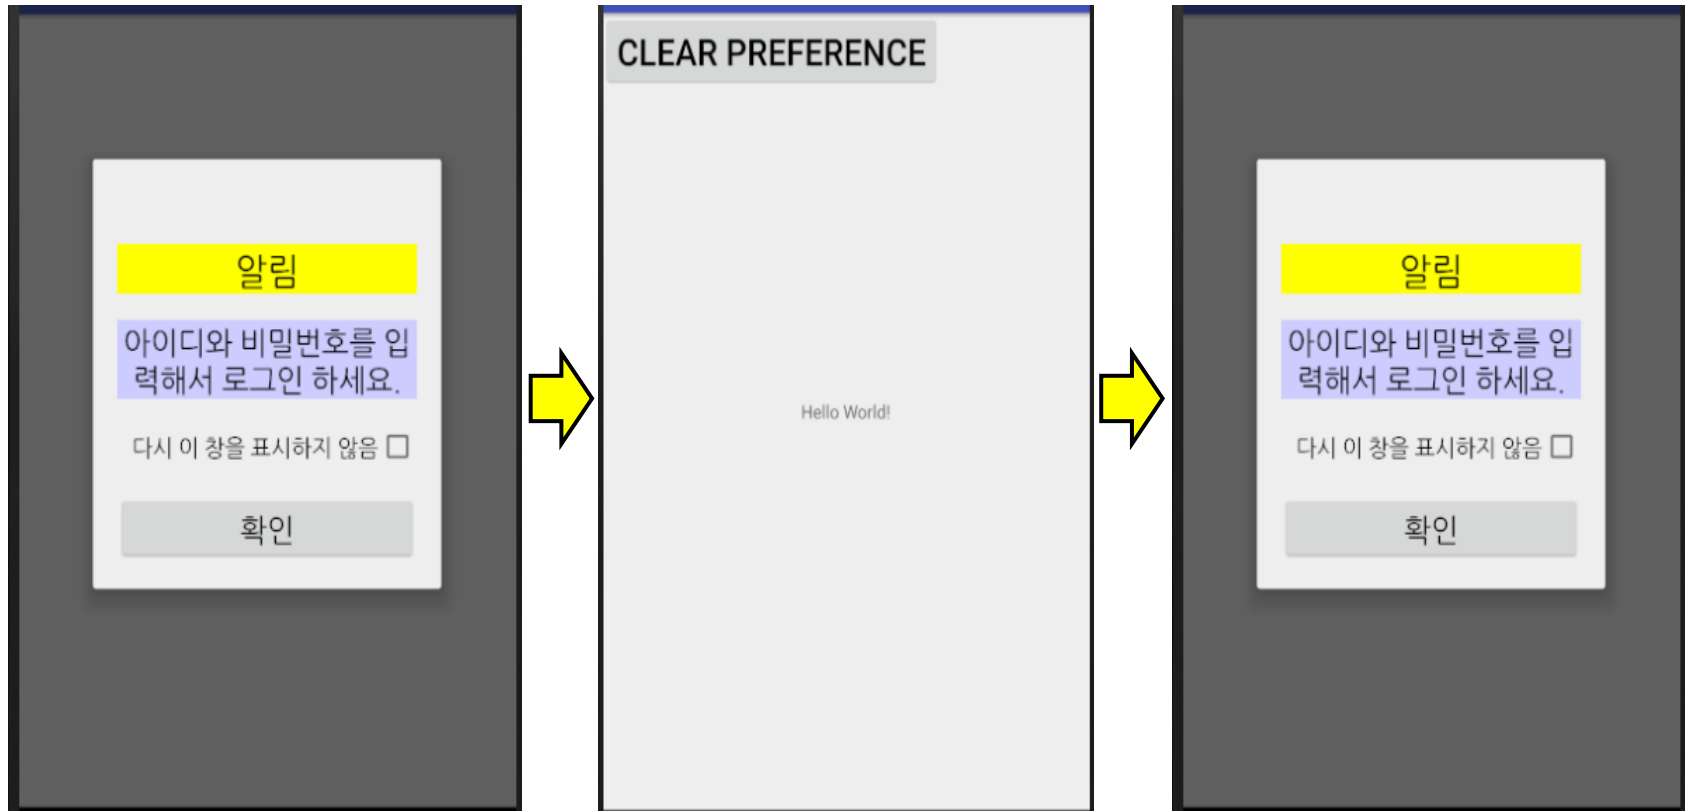 알림
아이디와 비밀번호를 입
력해서 로그인 하세요.
다시 이 창을 표시하지 않음
확인
CLEAR PREFERENCE
Hello World!
알림
아이디와 비밀번호를 입
력해서 로그인 하세요.
다시 이 창을 표시하지 않음
확인